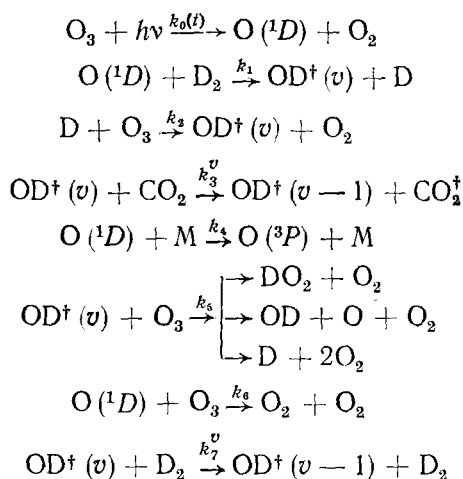 O₃ + hν —k₀(t)→ O (¹D) + O₂
O (¹D) + D₂ —k₁→ OD† (v) + D
D + O₃ —k₂→ OD† (v) + O₂
OD† (v) + CO₂ —k₃ᵛ→ OD† (v — 1) + CO₂†
O (¹D) + M —k₄→ O (³P) + M
→ DO₂ + O₂
OD† (v) + O₃ —k₅→ → OD + O + O₂
→ D + 2O₂
O (¹D) + O₃ —k₆→ O₂ + O₂
OD† (v) + D₂ —k₇ᵛ→ OD† (v — 1) + D₂